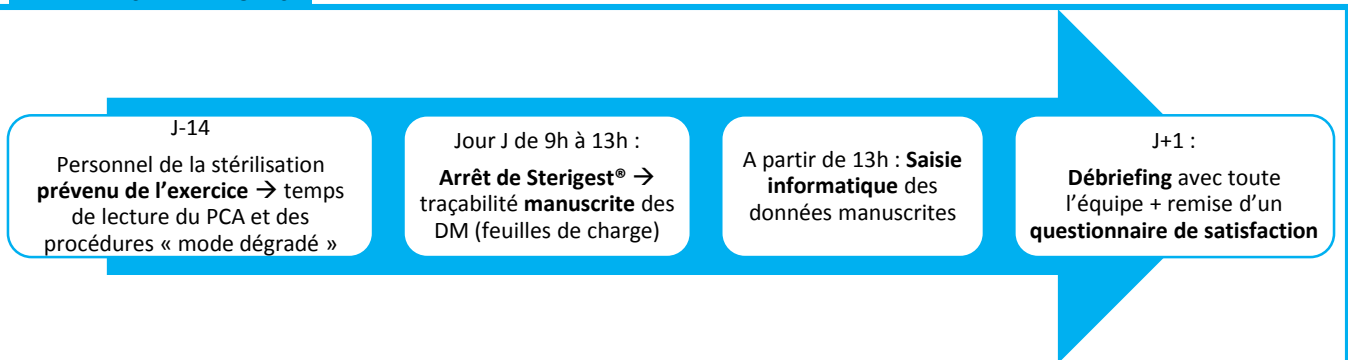 J-14
Personnel de la stérilisation
prévenu de l'exercice → temps
de lecture du PCA et des
procédures « mode dégradé »
Jour J de 9h à 13h :
Arrêt de Sterigest® →
traçabilité manuscrite des
DM (feuilles de charge)
A partir de 13h : Saisie
informatique des
données manuscrites
J+1 :
Débriefing avec toute
l'équipe + remise d'un
questionnaire de satisfaction